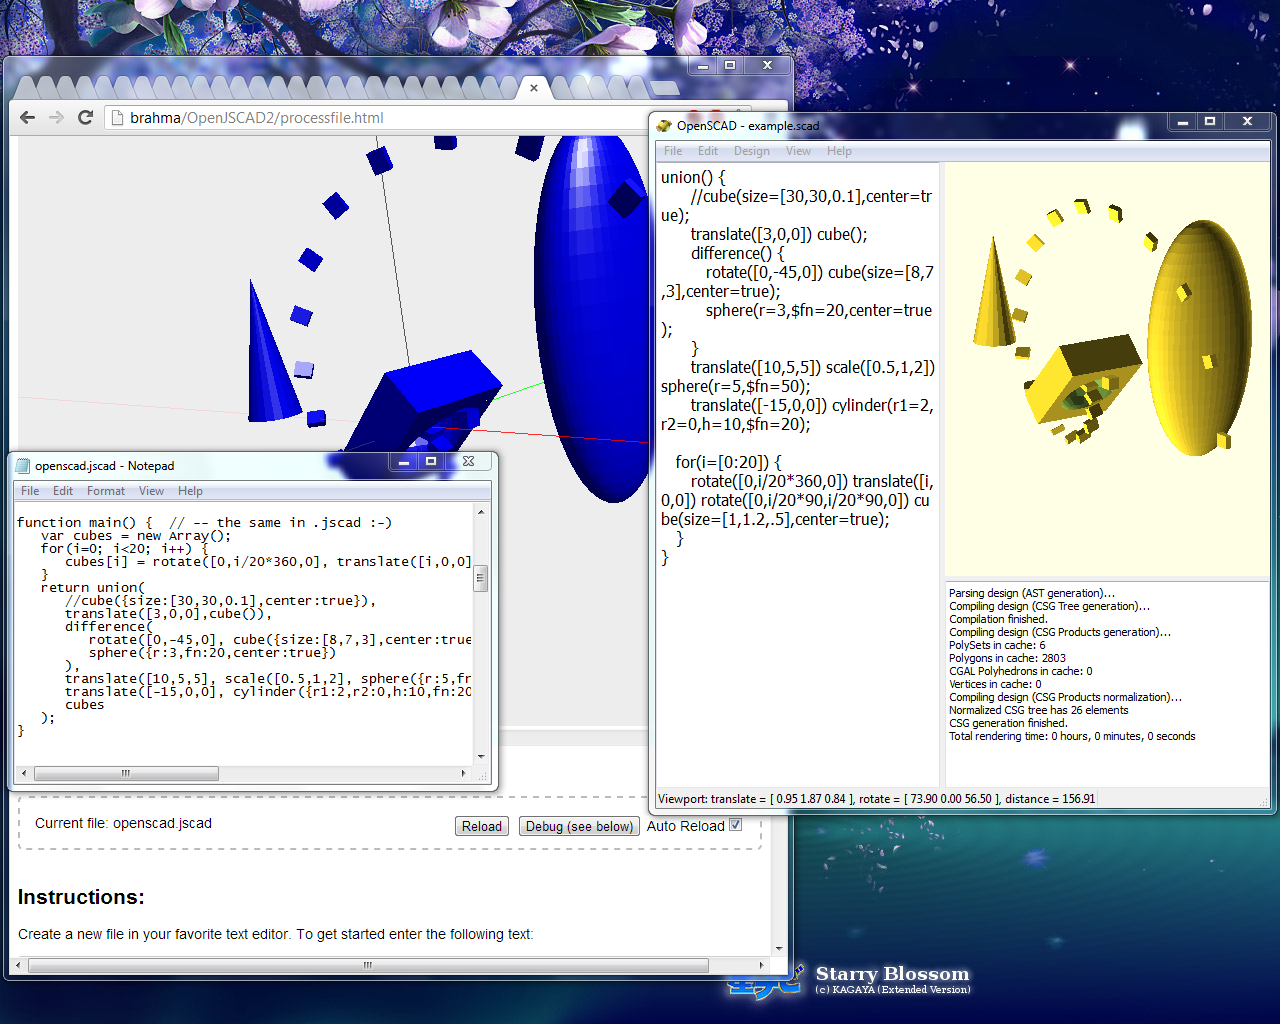 brahma/OpenJSCAD2/processfile.html
OpenSCAD - example.scad
File Edit Design View Help
union() {
//cube(size=[30,30,0.1],center=tr
ue);
translate([3,0,0]) cube();
difference() {
rotate([0,-45,0]) cube(size=[8,7
,3],center=true);
sphere(r=3,$fn=20,center=true
);
}
translate([10,5,5]) scale([0.5,1,2])
sphere(r=5,$fn=50);
translate([-15,0,0]) cylinder(r1=2,
r2=0,h=10,$fn=20);
for(i=[0:20]) {
rotate([0,i/20*360,0]) translate([i,
0,0]) rotate([0,i/20*90,i/20*90,0]) cu
be(size=[1,1.2,.5],center=true);
}
}
Parsing design (AST generation)...
Compiling design (CSG Tree generation)...
Compilation finished.
Compiling design (CSG Products generation)...
PolySets in cache: 6
Polygons in cache: 2803
CGAL Polyhedrons in cache: 0
Vertices in cache: 0
Compiling design (CSG Products normalization)...
Normalized CSG tree has 26 elements
CSG generation finished.
Total rendering time: 0 hours, 0 minutes, 0 seconds
Viewport: translate = [ 0.95 1.87 0.84 ], rotate = [ 73.90 0.00 56.50 ], distance = 156.91
openscad.jscad - Notepad
File Edit Format View Help
function main() {  // -- the same in .jscad :-)
var cubes = new Array();
for(i=0; i<20; i++) {
cubes[i] = rotate([0,i/20*360,0], translate([i,0,0]
}
return union(
//cube({size:[30,30,0.1],center:true}),
translate([3,0,0],cube()),
difference(
rotate([0,-45,0], cube({size:[8,7,3],center:true
sphere({r:3,fn:20,center:true})
),
translate([10,5,5], scale([0.5,1,2], sphere({r:5,fn
translate([-15,0,0], cylinder({r1:2,r2:0,h:10,fn:20
cubes
);
}
Current file: openscad.jscad
Reload Debug (see below) Auto Reload
Instructions:
Create a new file in your favorite text editor. To get started enter the following text:
Starry Blossom
(c) KAGAYA (Extended Version)